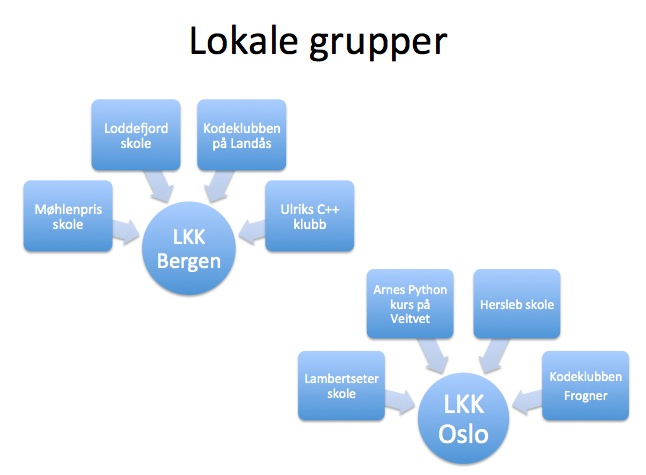 Lokale grupper
Loddefjord
skole
Kodeklubben
på Landås
Møhlenpris
skole
Ulriks C++
klubb
LKK
Bergen
Arnes Python
kurs på
Veitvet
Hersleb skole
Lambertseter
skole
Kodeklubben
Frogner
LKK
Oslo